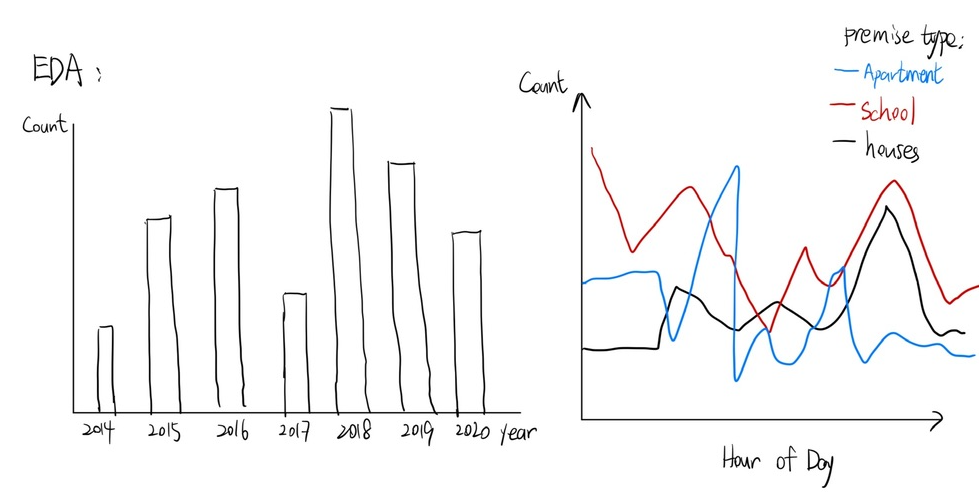 EDA:
Count
2014 2015 2016 2017 2018 2019 2020 year
premise type:
Apartment
School
houses
Count
Hour of Day